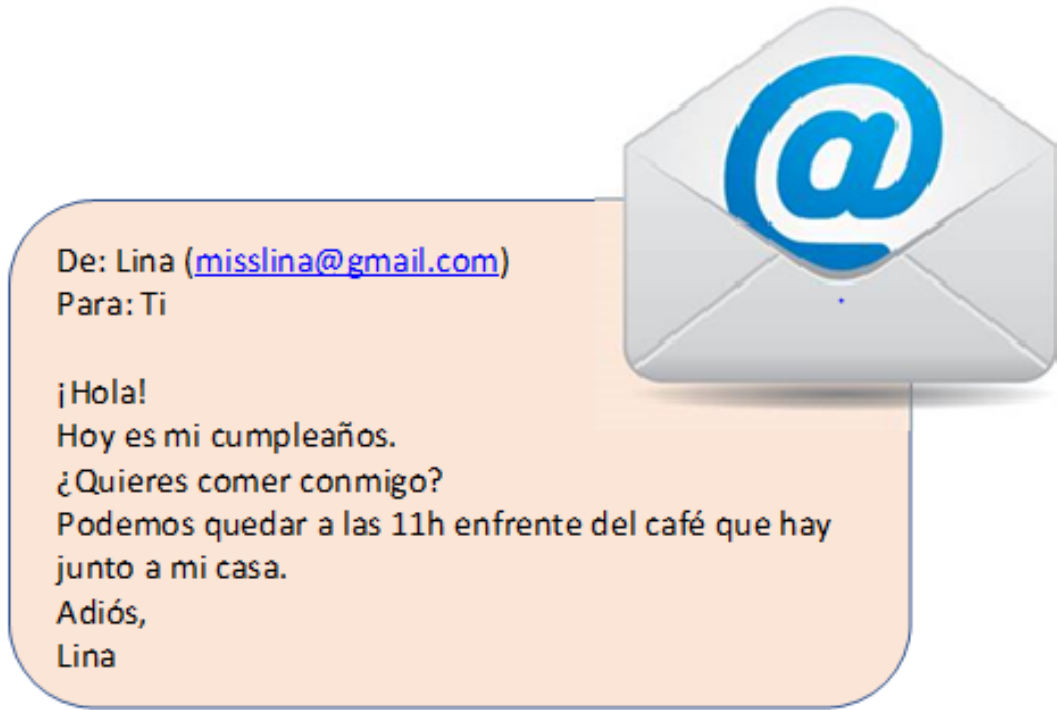 De: Lina (misslina@gmail.com)
Para: Ti
¡Hola!
Hoy es mi cumpleaños.
¿Quieres comer conmigo?
Podemos quedar a las 11h enfrente del café que hay
junto a mi casa.
Adiós,
Lina
@